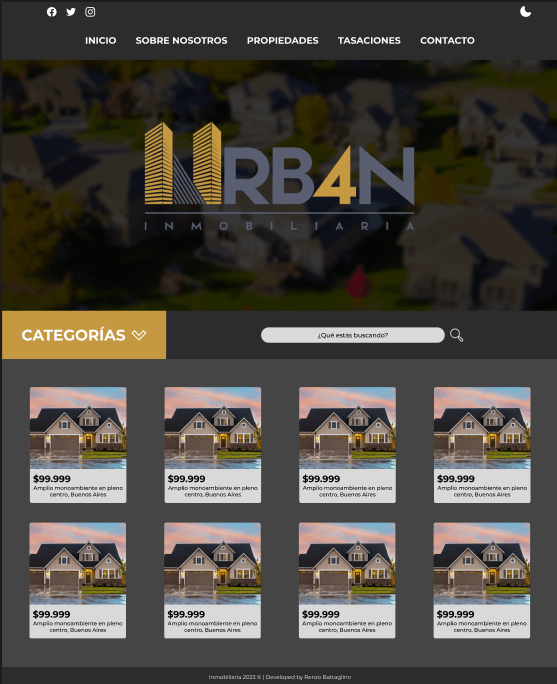 INICIO SOBRE NOSOTROS PROPIEDADES TASACIONES CONTACTO
URB4N
INMOBILIARIA
CATEGORÍAS
¿Qué estás buscando?
$99.999 $99.999 $99.999 $99.999
Amplio monoambiente en pleno Amplio monoambiente en pleno Amplio monoambiente en pleno Amplio monoambiente en pleno
centro, Buenos Aires centro, Buenos Aires centro, Buenos Aires centro, Buenos Aires
$99.999 $99.999 $99.999 $99.999
Amplio monoambiente en pleno Amplio monoambiente en pleno Amplio monoambiente en pleno Amplio monoambiente en pleno
centro, Buenos Aires centro, Buenos Aires centro, Buenos Aires centro, Buenos Aires
Inmobiliaria 2023 © | Developed by Renzo Battaglino